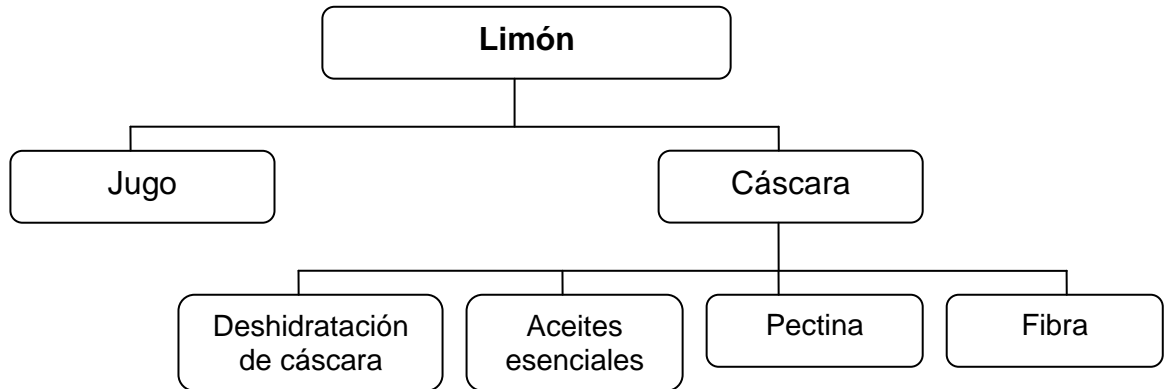 Limón
Jugo
Cáscara
Deshidratación
de cáscara
Aceites
esenciales
Pectina
Fibra